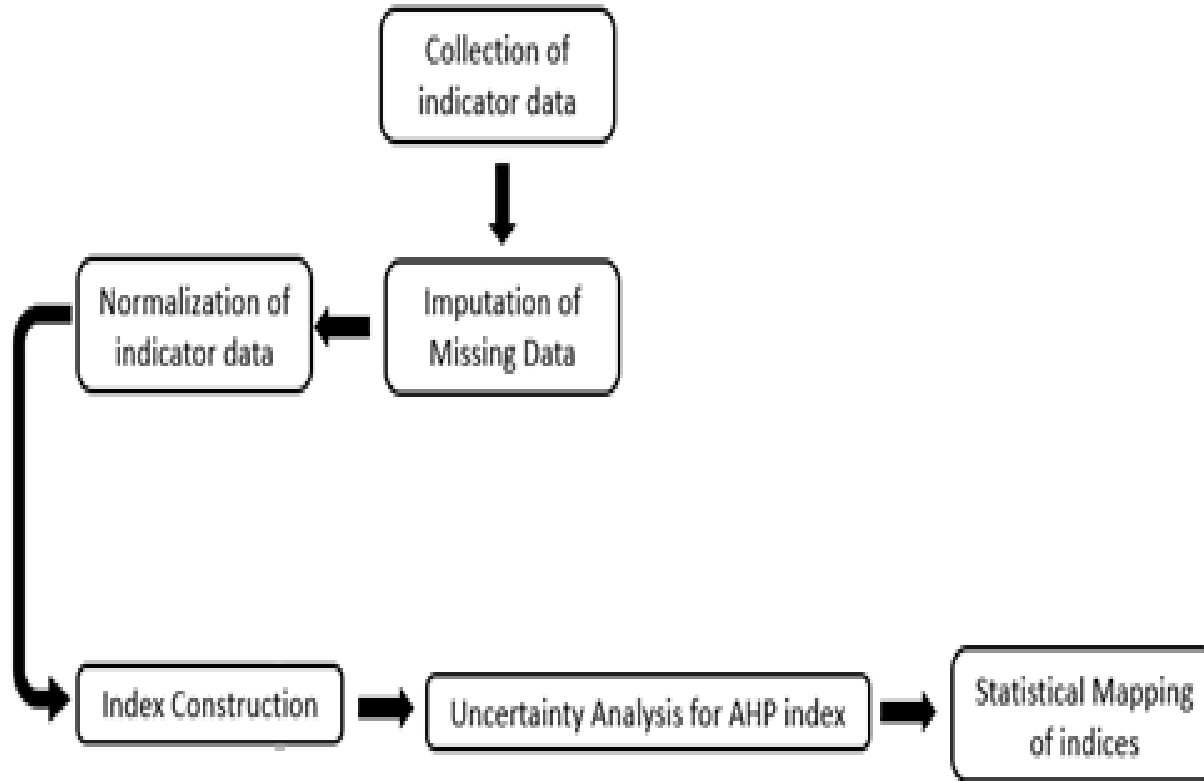 Collection of
indicator data
Imputation of
Missing Data
Normalization of
indicator data
Index Construction
Uncertainty Analysis for AHP index
Statistical Mapping
of indices